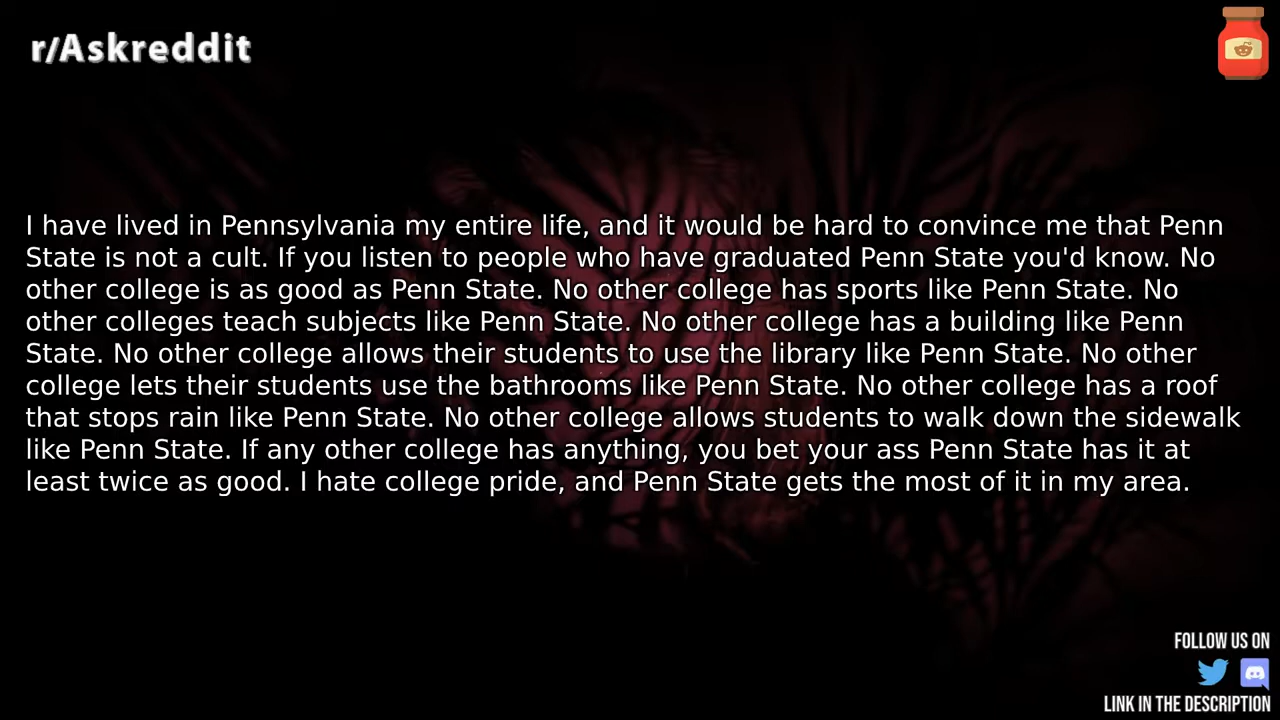 r/Askreddit
I have lived in Pennsylvania my entire life, and it would be hard to convince me that Penn
State is not a cult. If you listen to people who have graduated Penn State you'd know. No
other college is as good as Penn State. No other college has sports like Penn State. No
other colleges teach subjects like Penn State. No other college has a building like Penn
State. No other college allows their students to use the library like Penn State. No other
college lets their students use the bathrooms like Penn State. No other college has a roof
that stops rain like Penn State. No other college allows students to walk down the sidewalk
like Penn State. If any other college has anything, you bet your ass Penn State has it at
least twice as good. I hate college pride, and Penn State gets the most of it in my area.
FOLLOW US ON
LINK IN THE DESCRIPTION